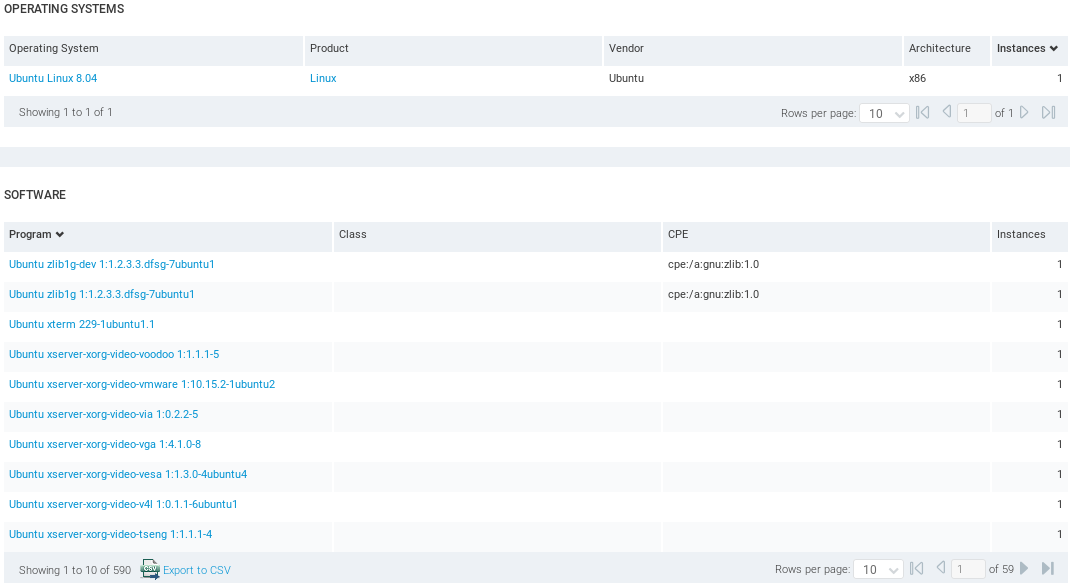 OPERATING SYSTEMS
Operating System Product Vendor Architecture Instances
Ubuntu Linux 8.04 Linux Ubuntu x86 1
Showing 1 to 1 of 1 Rows per page: 10 1 of 1
SOFTWARE
Program Class CPE Instances
Ubuntu zlib1g-dev 1:1.2.3.3.dfsg-7ubuntu1 cpe:/a:gnu:zlib:1.0 1
Ubuntu zlib1g 1:1.2.3.3.dfsg-7ubuntu1 cpe:/a:gnu:zlib:1.0 1
Ubuntu xterm 229-1ubuntu1.1 1
Ubuntu xserver-xorg-video-voodoo 1:1.1.1-5 1
Ubuntu xserver-xorg-video-vmware 1:10.15.2-1ubuntu2 1
Ubuntu xserver-xorg-video-via 1:0.2.2-5 1
Ubuntu xserver-xorg-video-vga 1:4.1.0-8 1
Ubuntu xserver-xorg-video-vesa 1:1.3.0-4ubuntu4 1
Ubuntu xserver-xorg-video-v4l 1:0.1.1-6ubuntu1 1
Ubuntu xserver-xorg-video-tseng 1:1.1.1-4 1
Showing 1 to 10 of 590 CSV Export to CSV Rows per page: 10 1 of 59